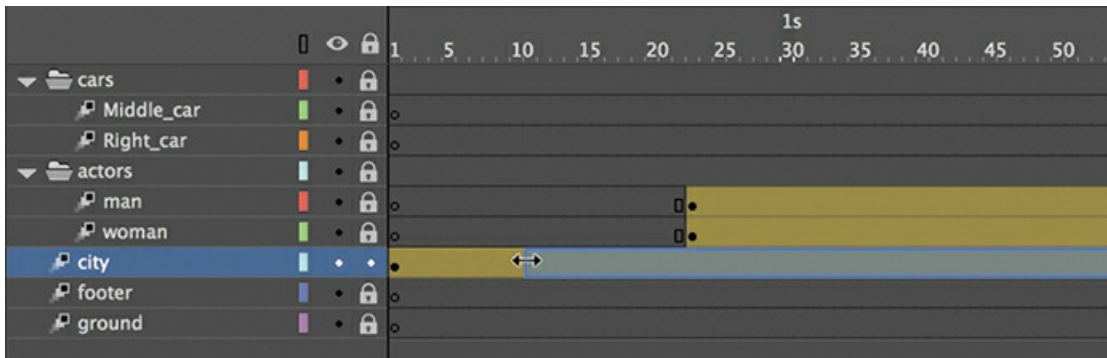 1s
1 5 10 15 20 25 30 35 40 45 50
cars
Middle_car
Right_car
actors
man
woman
city
footer
ground